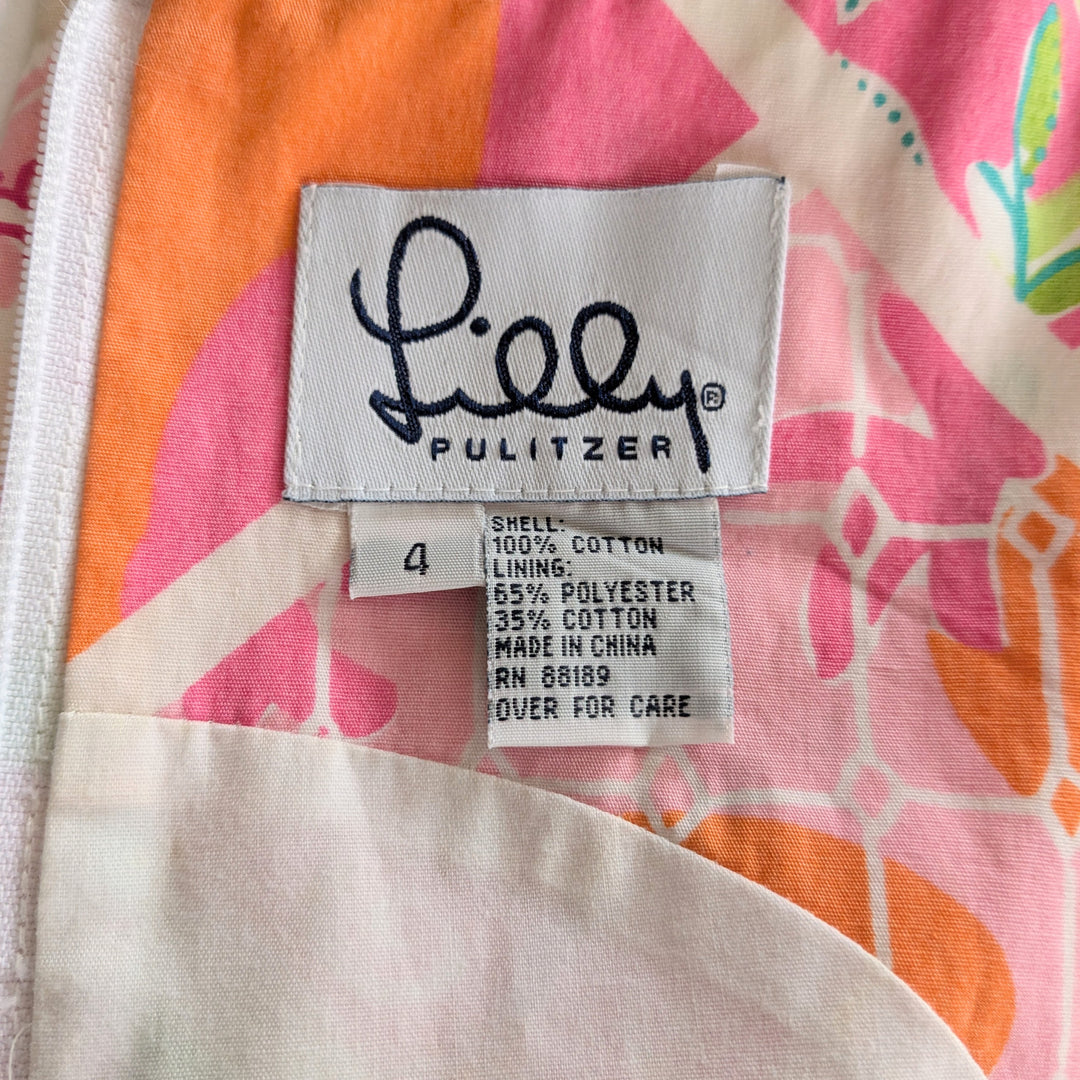 Lilly®
PULITZER
4
SHELL:
100% COTTON
LINING:
65% POLYESTER
35% COTTON
MADE IN CHINA
RN 88189
OVER FOR CARE